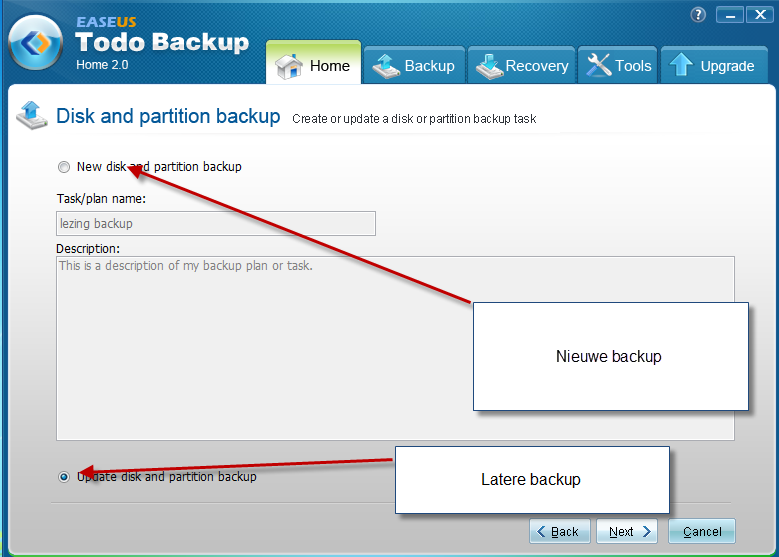 EASEUS
Todo Backup
Home 2.0
Home
Backup
Recovery
Tools
Upgrade
Disk and partition backup
Create or update a disk or partition backup task
New disk and partition backup
Task/plan name:
lezing backup
Description:
This is a description of my backup plan or task.
Nieuwe backup
Update disk and partition backup
Latere backup
< Back
Next >
Cancel